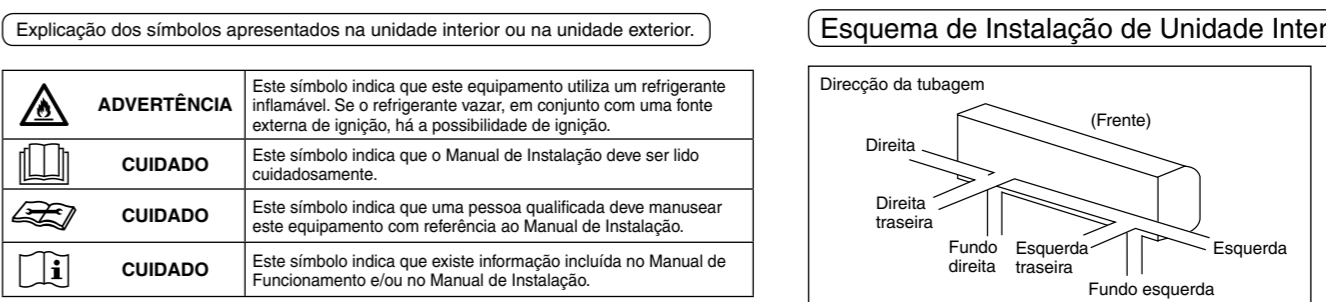 Explicação dos símbolos apresentados na unidade interior ou na unidade exterior.
ADVERTÊNCIA
Este símbolo indica que este equipamento utiliza um refrigerante
inflamável. Se o refrigerante vazar, em conjunto com uma fonte
externa de ignição, há a possibilidade de ignição.
CUIDADO
Este símbolo indica que o Manual de Instalação deve ser lido
cuidadosamente.
CUIDADO
Este símbolo indica que uma pessoa qualificada deve manusear
este equipamento com referência ao Manual de Instalação.
i
CUIDADO
Este símbolo indica que existe informação incluída no Manual de
Funcionamento e/ou no Manual de Instalação.
Esquema de Instalação de Unidade Inter
Direcção da tubagem
(Frente)
Direita
Direita
traseira
Fundo
direita
Esquerda
traseira
Esquerda
Fundo esquerda